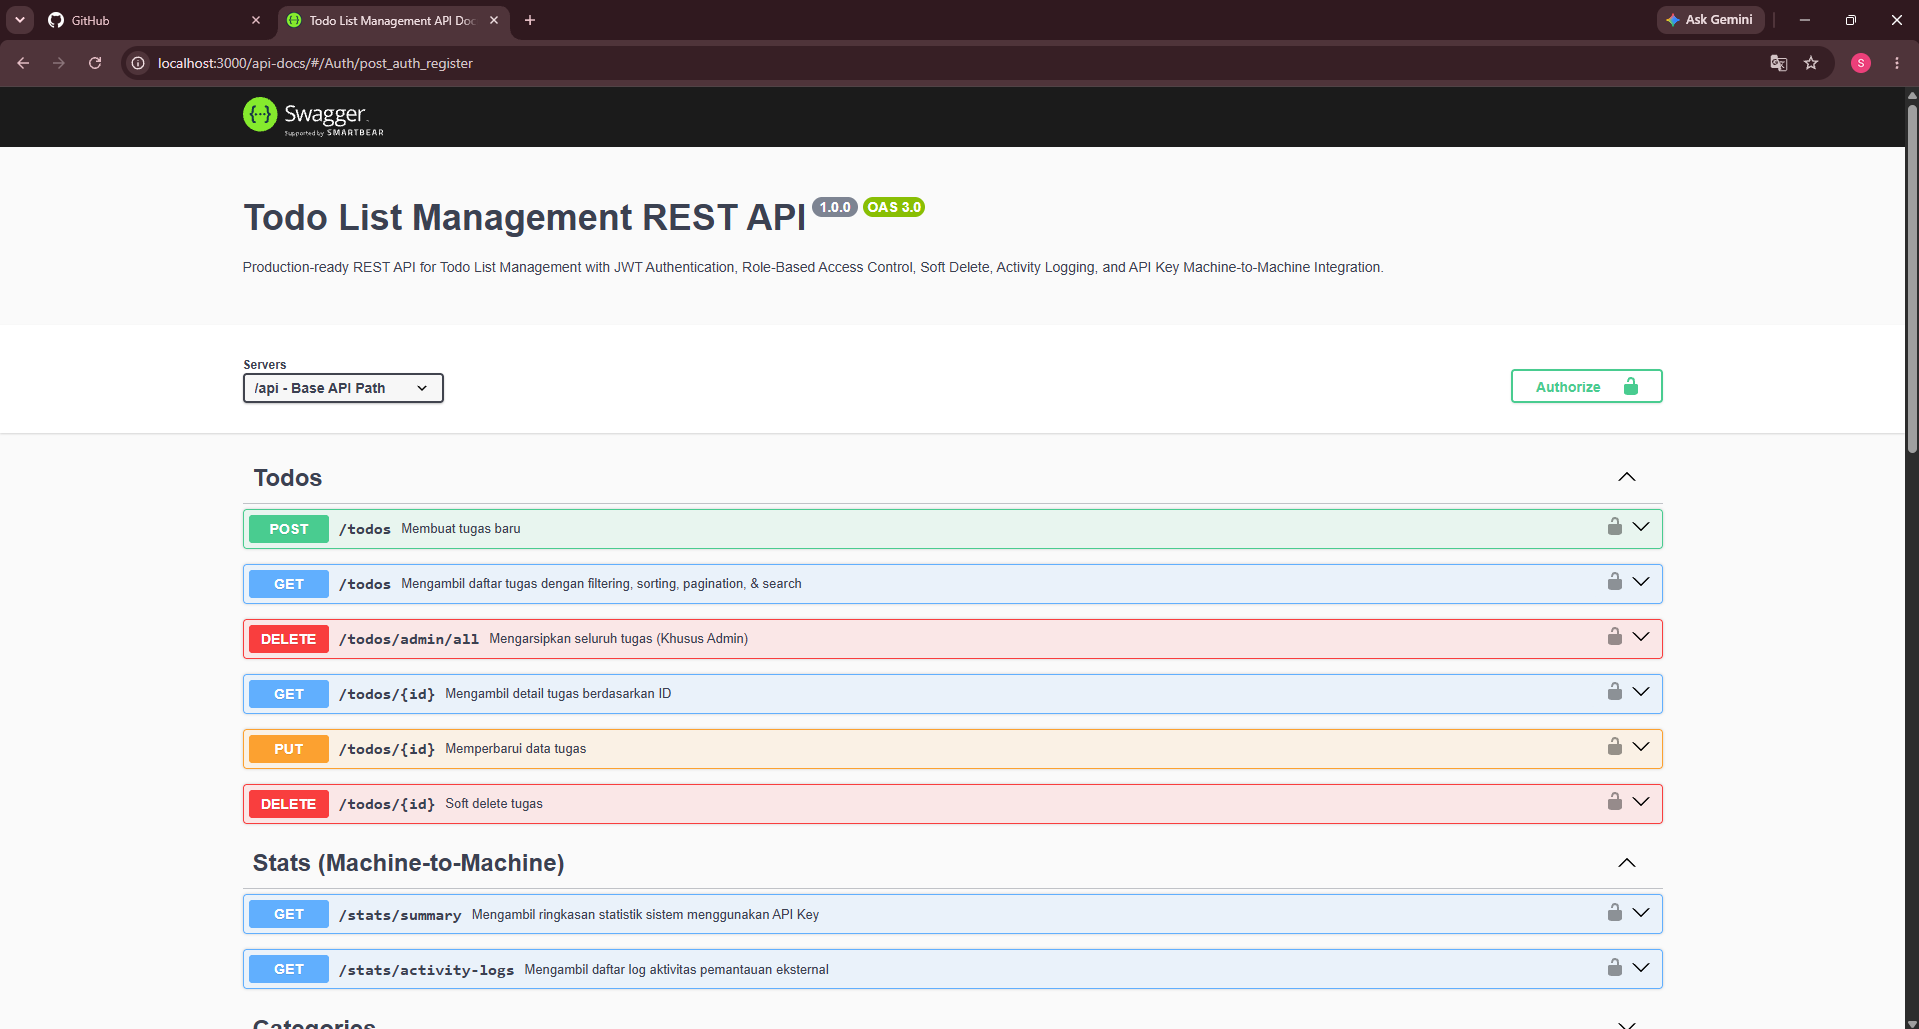 GitHub
Todo List Management API Doc
Ask Gemini
localhost:3000/api-docs/#/Auth/post_auth_register
S
{···} Swagger
Supported by SMARTBEAR
Todo List Management REST API 1.0.0 OAS 3.0
Production-ready REST API for Todo List Management with JWT Authentication, Role-Based Access Control, Soft Delete, Activity Logging, and API Key Machine-to-Machine Integration.
Servers
/api - Base API Path
Authorize
Todos
POST /todos Membuat tugas baru
GET /todos Mengambil daftar tugas dengan filtering, sorting, pagination, & search
DELETE /todos/admin/all Mengarsipkan seluruh tugas (Khusus Admin)
GET /todos/{id} Mengambil detail tugas berdasarkan ID
PUT /todos/{id} Memperbarui data tugas
DELETE /todos/{id} Soft delete tugas
Stats (Machine-to-Machine)
GET /stats/summary Mengambil ringkasan statistik sistem menggunakan API Key
GET /stats/activity-logs Mengambil daftar log aktivitas pemantauan eksternal
Categories